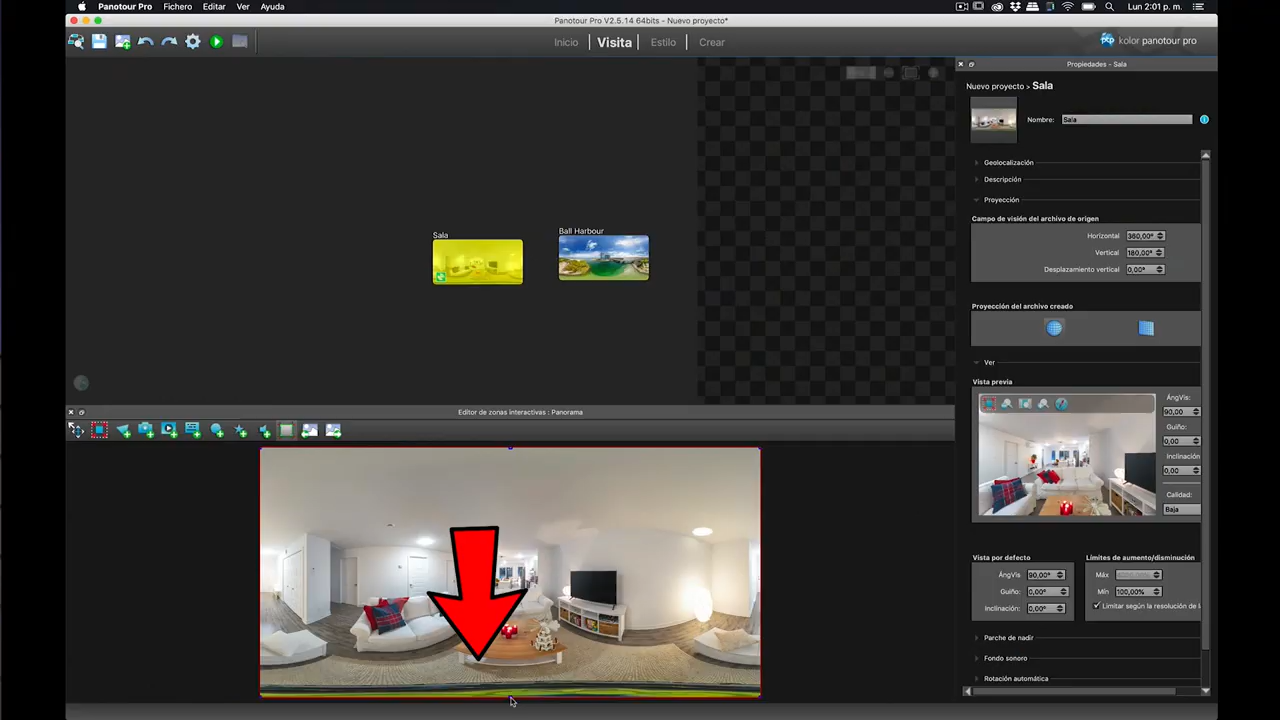 Panotour Pro Fichero Editar Ver Ayuda
Lun 2:01 p. m.
Panotour Pro V2.5.14 64bits - Nuevo proyecto*
Inicio Visita Estilo Crear
kolor panotour pro
Propiedades - Sala
Nuevo proyecto > Sala
Nombre: Sala
Geolocalización
Descripción
Proyección
Campo de visión del archivo de origen
Horizontal 360,00°
Vertical 180,00°
Desplazamiento vertical 0,00°
Proyección del archivo creado
Ver
Vista previa
ÁngVis:
90,00
Guiño:
0,00
Inclinación
0,00
Calidad:
Baja
Vista por defecto
ÁngVis 90,00°
Guiño: 0,00°
Inclinación: 0,00°
Límites de aumento/disminución
Máx
Mín 100,00%
Limitar según la resolución de la
Parche de nadir
Fondo sonoro
Rotación automática
Sala
Ball Harbour
Editor de zonas interactivas : Panorama